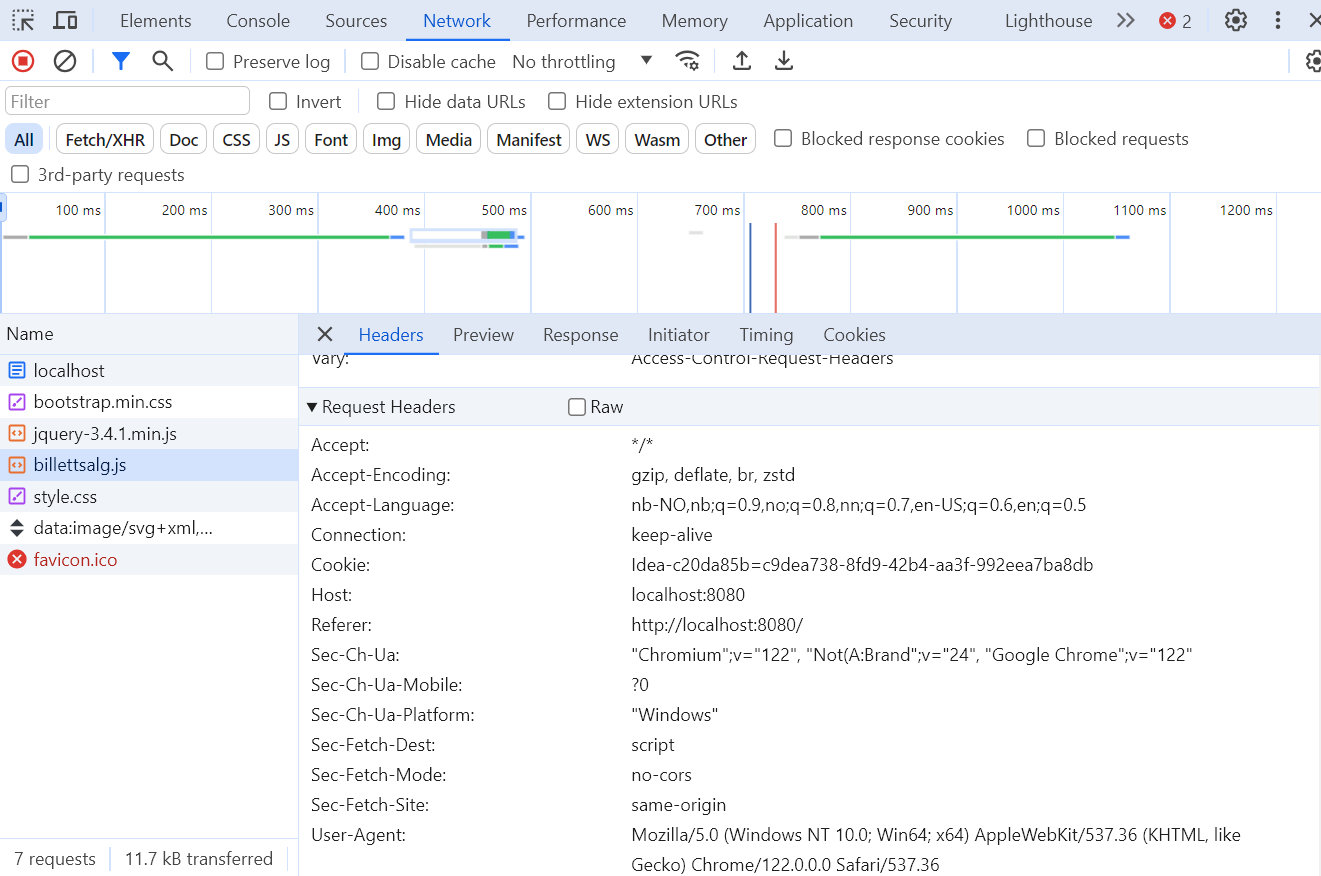 Elements Console Sources Network Performance Memory Application Security Lighthouse 2
Preserve log Disable cache No throttling
Filter Invert Hide data URLs Hide extension URLs
All Fetch/XHR Doc CSS JS Font Img Media Manifest WS Wasm Other Blocked response cookies Blocked requests
3rd-party requests
100 ms 200 ms 300 ms 400 ms 500 ms 600 ms 700 ms 800 ms 900 ms 1000 ms 1100 ms 1200 ms
Name
localhost
bootstrap.min.css
jquery-3.4.1.min.js
billettsalg.js
style.css
data:image/svg+xml,...
favicon.ico
7 requests 11.7 kB transferred
Headers Preview Response Initiator Timing Cookies
Vary: Access-Control-Request-Headers
Request Headers Raw
Accept: */*
Accept-Encoding: gzip, deflate, br, zstd
Accept-Language: nb-NO,nb;q=0.9,no;q=0.8,nn;q=0.7,en-US;q=0.6,en;q=0.5
Connection: keep-alive
Cookie: Idea-c20da85b=c9dea738-8fd9-42b4-aa3f-992eea7ba8db
Host: localhost:8080
Referer: http://localhost:8080/
Sec-Ch-Ua: "Chromium";v="122", "Not(A:Brand";v="24", "Google Chrome";v="122"
Sec-Ch-Ua-Mobile: ?0
Sec-Ch-Ua-Platform: "Windows"
Sec-Fetch-Dest: script
Sec-Fetch-Mode: no-cors
Sec-Fetch-Site: same-origin
User-Agent: Mozilla/5.0 (Windows NT 10.0; Win64; x64) AppleWebKit/537.36 (KHTML, like
Gecko) Chrome/122.0.0.0 Safari/537.36